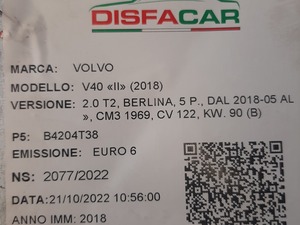 DISFACAR
MARCA: VOLVO
MODELLO: V40 «II» (2018)
VERSIONE: 2.0 T2, BERLINA, 5 P., DAL 2018-05 AL
», CM3 1969, CV 122, KW. 90 (B)
P5: B4204T38
EMISSIONE: EURO 6
NS: 2077/2022
DATA:21/10/2022 10:56:00
ANNO IMM: 2018